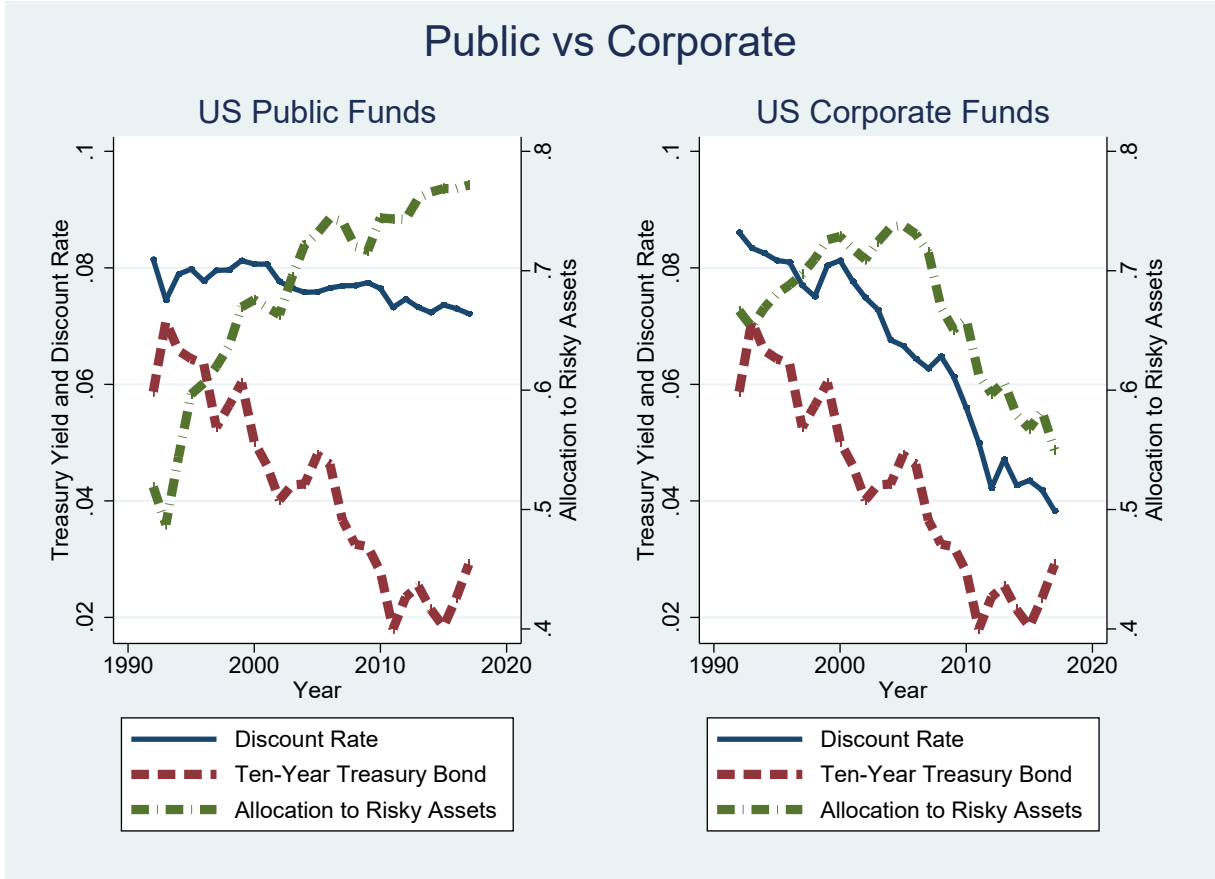 Public vs Corporate
US Public Funds
Treasury Yield and Discount Rate
.1
.08
.06
.04
.02
.8
.7
.6
.5
.4
Allocation to Risky Assets
1990 2000 2010 2020
Year
Discount Rate
Ten-Year Treasury Bond
Allocation to Risky Assets
US Corporate Funds
Treasury Yield and Discount Rate
.1
.08
.06
.04
.02
.8
.7
.6
.5
.4
Allocation to Risky Assets
1990 2000 2010 2020
Year
Discount Rate
Ten-Year Treasury Bond
Allocation to Risky Assets